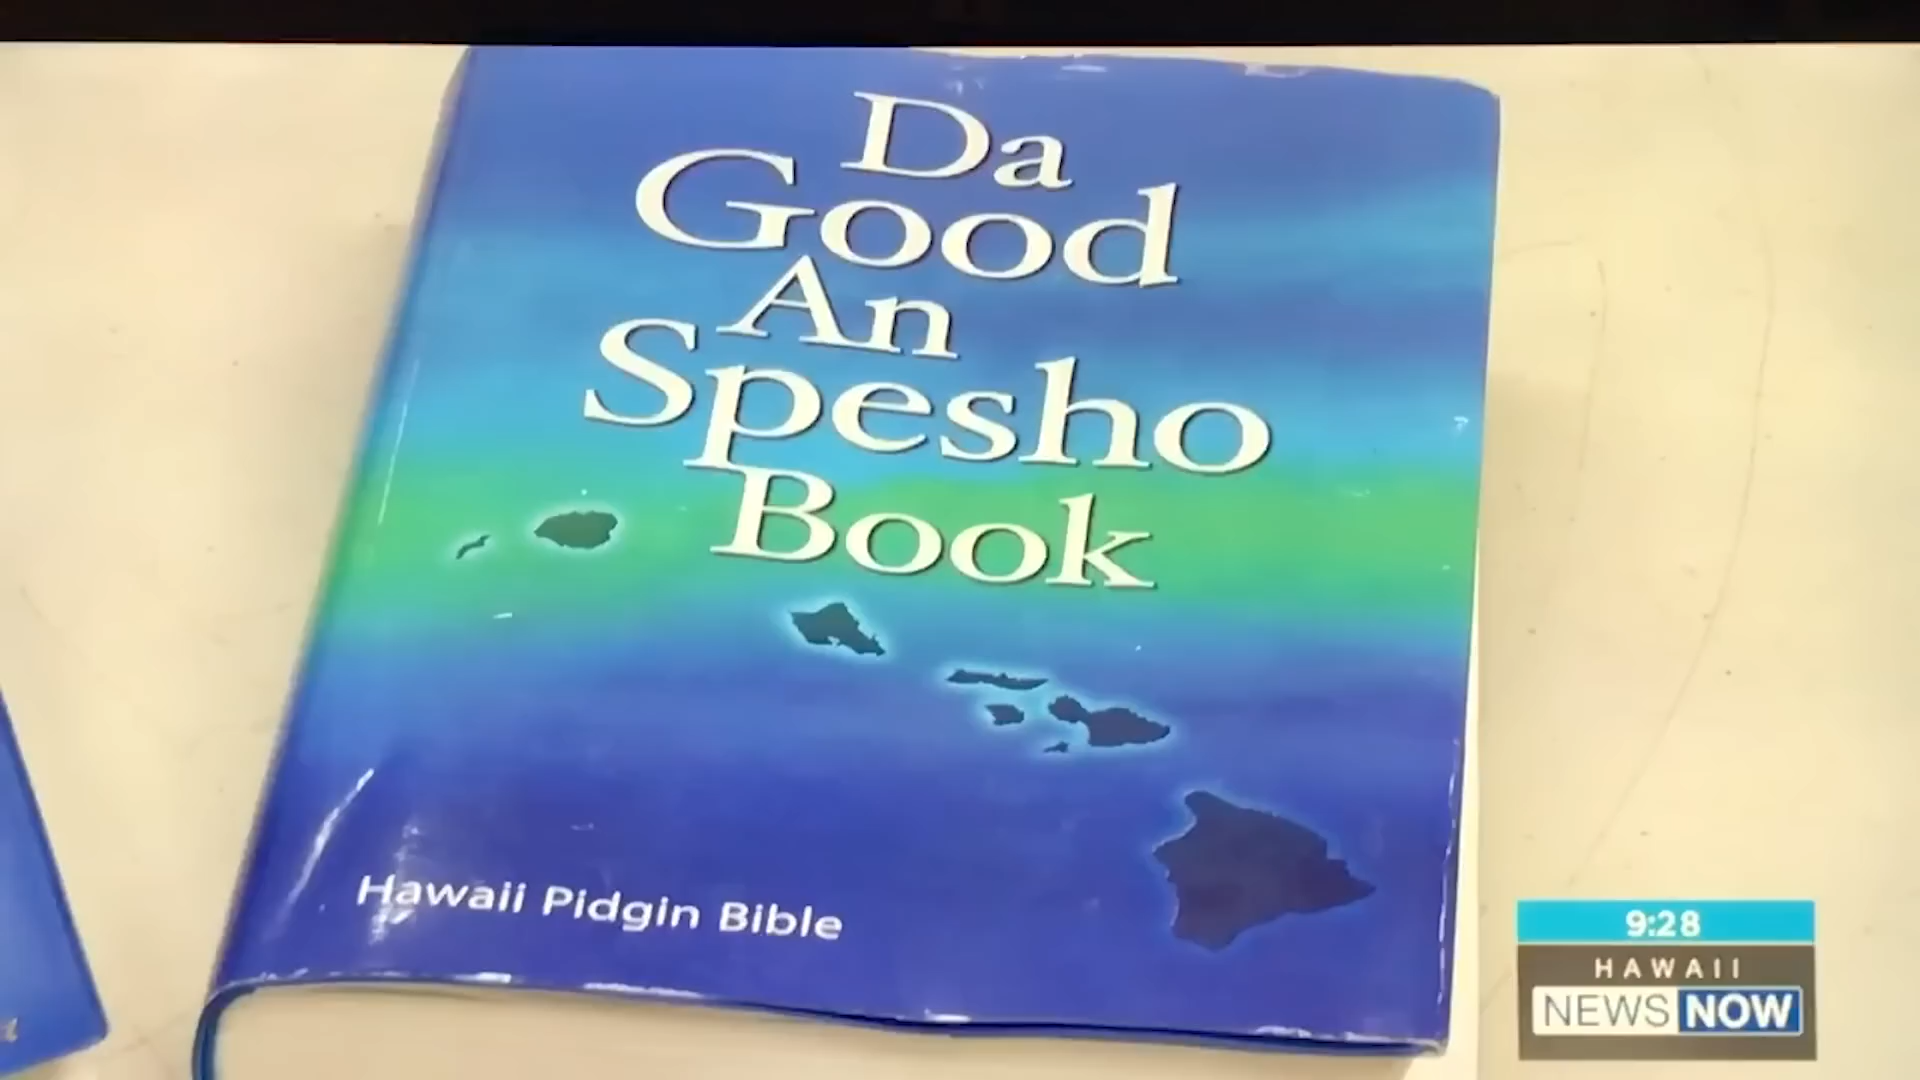 Da
Good
An
Spesho
Book
Hawaii Pidgin Bible
9:28
HAWAII
NEWS NOW